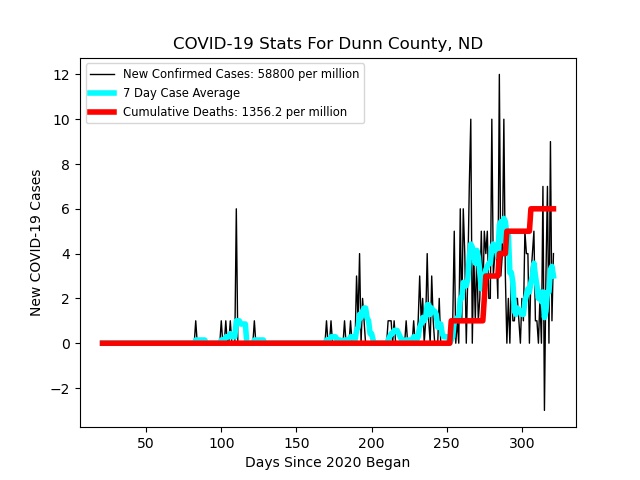 COVID-19 Stats For Dunn County, ND
New Confirmed Cases: 58800 per million
7 Day Case Average
Cumulative Deaths: 1356.2 per million
New COVID-19 Cases
12
10
8
6
4
2
0
−2
50 100 150 200 250 300
Days Since 2020 Began